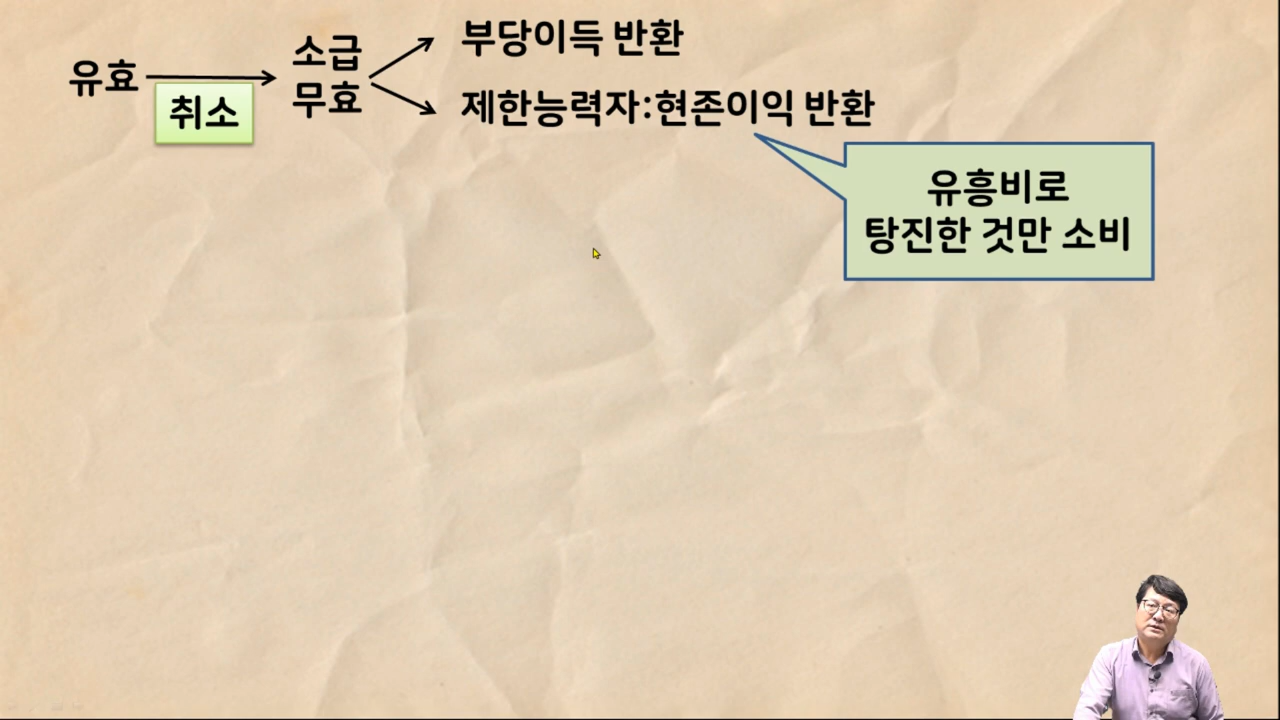 유효
취소
소급
무효
부당이득 반환
제한능력자:현존이익 반환
유흥비로
탕진한 것만 소비